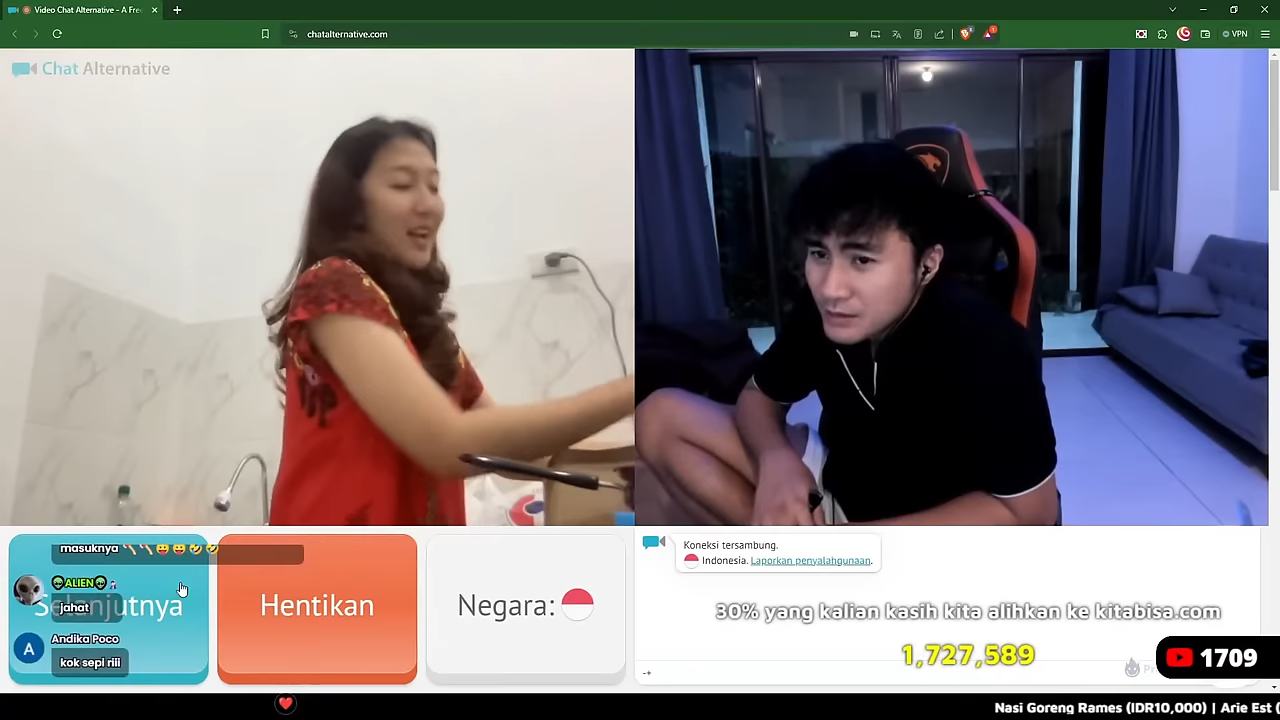 Video Chat Alternative - A Fre
chatalternative.com
VPN
Chat Alternative
masuknya
ALIEN
jahat
Andika Poco
kok sepi riii
Selanjutnya
Hentikan
Negara:
Koneksi tersambung.
Indonesia. Laporkan penyalahgunaan.
30% yang kalian kasih kita alihkan ke kitabisa.com
1,727,589
1709
Nasi Goreng Rames (IDR10,000) | Arie Est (